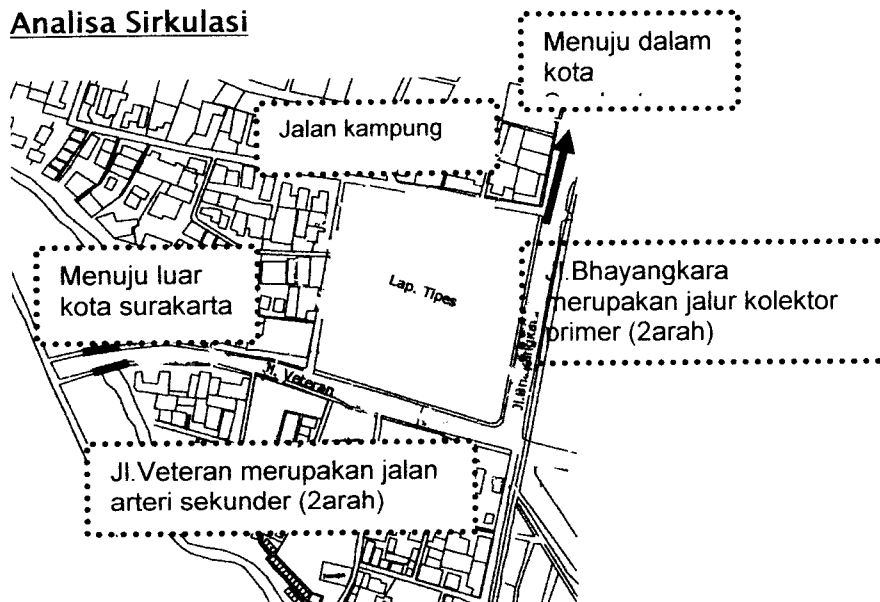 Analisa Sirkulasi
Menuju dalam
kota
Jalan kampung
Menuju luar
kota surakarta
Lap. Tipes
Jl.Bhayangkara
merupakan jalur kolektor
primer (2arah)
Jl. Veteran
Jl.Veteran merupakan jalan
arteri sekunder (2arah)